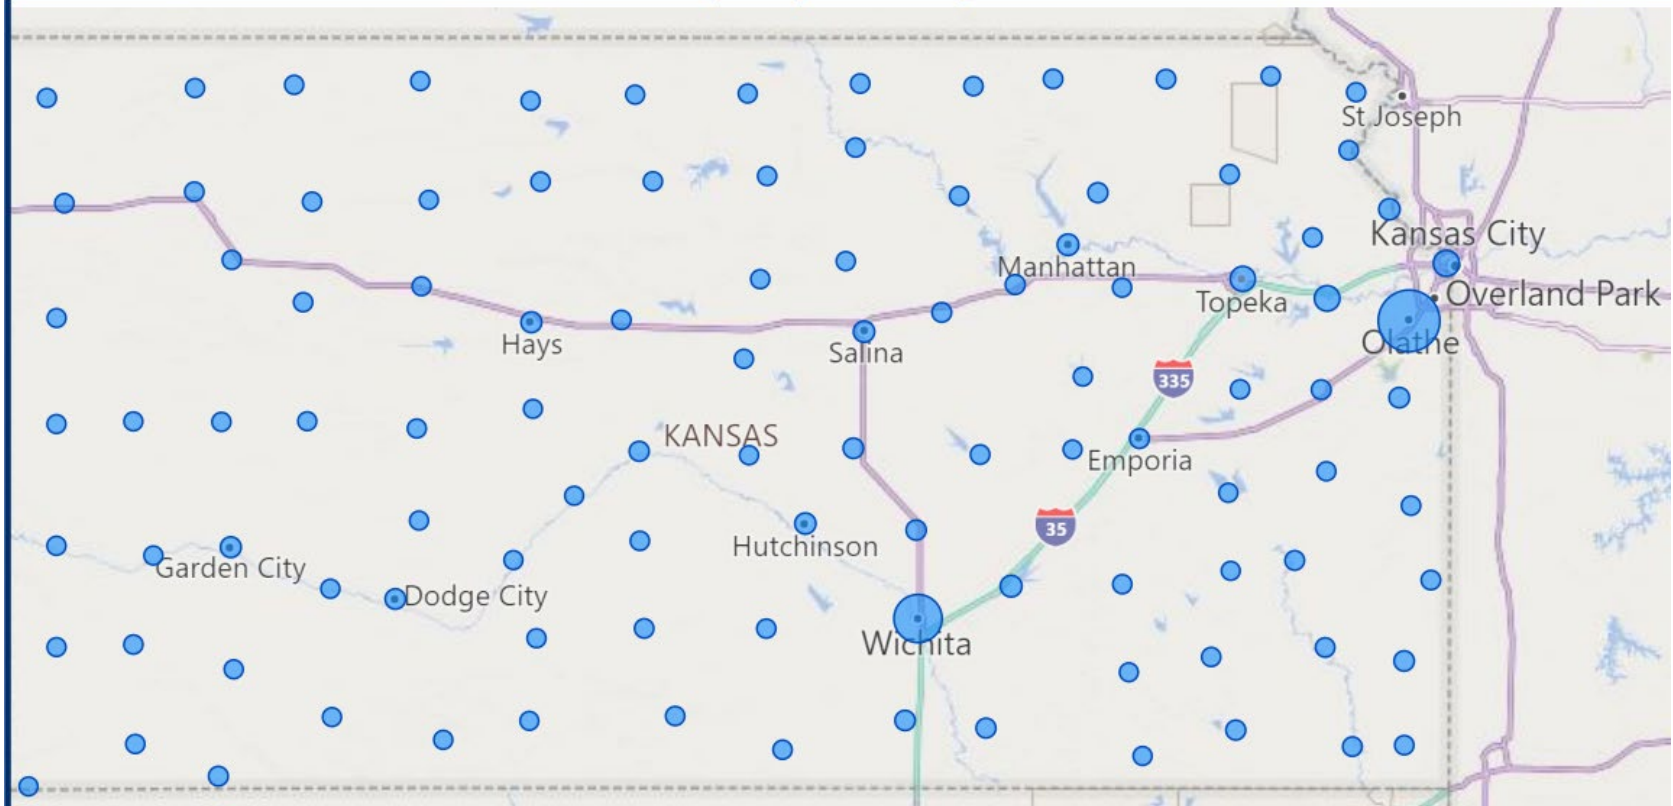 St Joseph
Kansas City
Manhattan
Topeka
Overland Park
Hays
Salina
Olathe
335
KANSAS
Emporia
35
Hutchinson
Garden City
Dodge City
Wichita